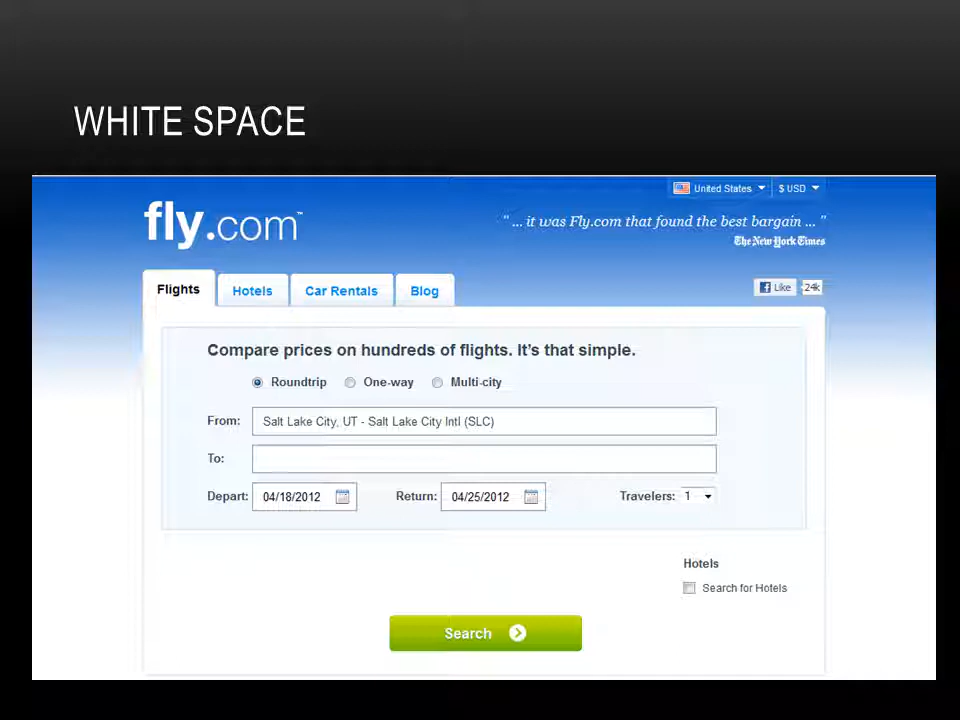 WHITE SPACE
United States $ USD
fly.com™
"... it was Fly.com that found the best bargain ..."
The New York Times
Flights Hotels Car Rentals Blog
Like 24k
Compare prices on hundreds of flights. It's that simple.
Roundtrip One-way Multi-city
From: Salt Lake City, UT - Salt Lake City Intl (SLC)
To:
Depart: 04/18/2012 Return: 04/25/2012 Travelers: 1
Hotels
Search for Hotels
Search